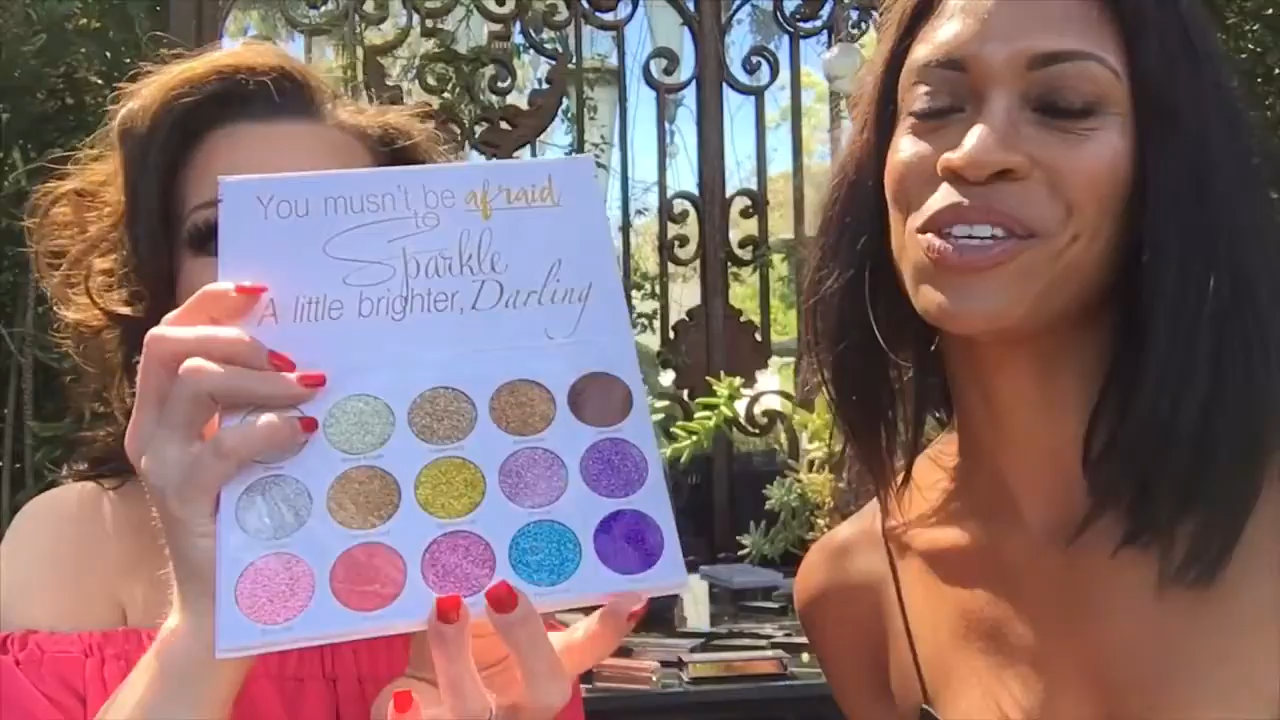 You musn't be afraid
to
Sparkle
A little brighter, Darling